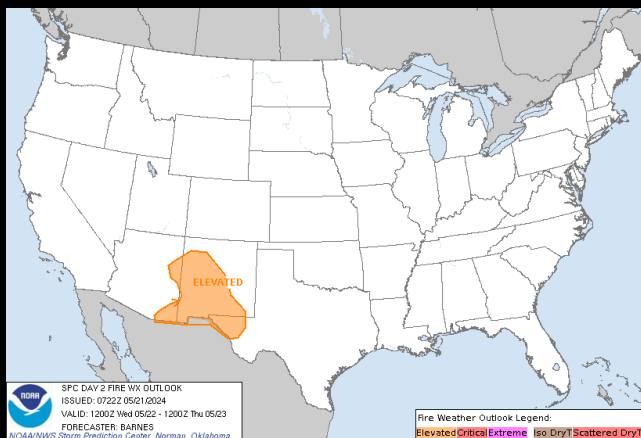 ELEVATED
NOAA
SPC DAY 2 FIRE WX OUTLOOK
ISSUED: 0722Z 05/21/2024
VALID: 1200Z Wed 05/22 - 1200Z Thu 05/23
FORECASTER: BARNES
NOAA/NWS Storm Prediction Center, Norman, Oklahoma
Fire Weather Outlook Legend:
Elevated Critical Extreme Iso DryT Scattered DryT